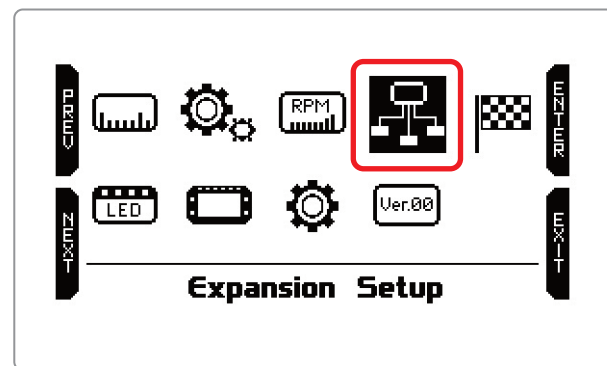 PREV
RPM
ENTER
NEXT
LED
Ver.00
EXIT
Expansion Setup